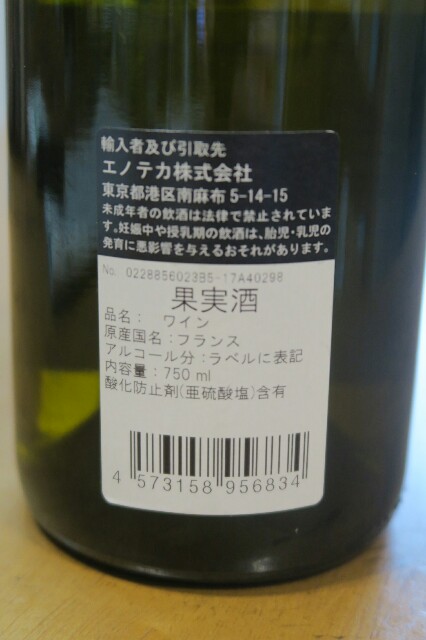 輸入者及び引取先
エノテカ株式会社
東京都港区南麻布 5-14-15
未成年者の飲酒は法律で禁止されていま
す。妊娠中や授乳期の飲酒は、胎児・乳児の
発育に悪影響を与えるおそれがあります。
No. 0228856023B5-17A40298
果実酒
品名： ワイン
原産国名：フランス
アルコール分：ラベルに表記
内容量：750 ml
酸化防止剤(亜硫酸塩)含有
4 573158 956834